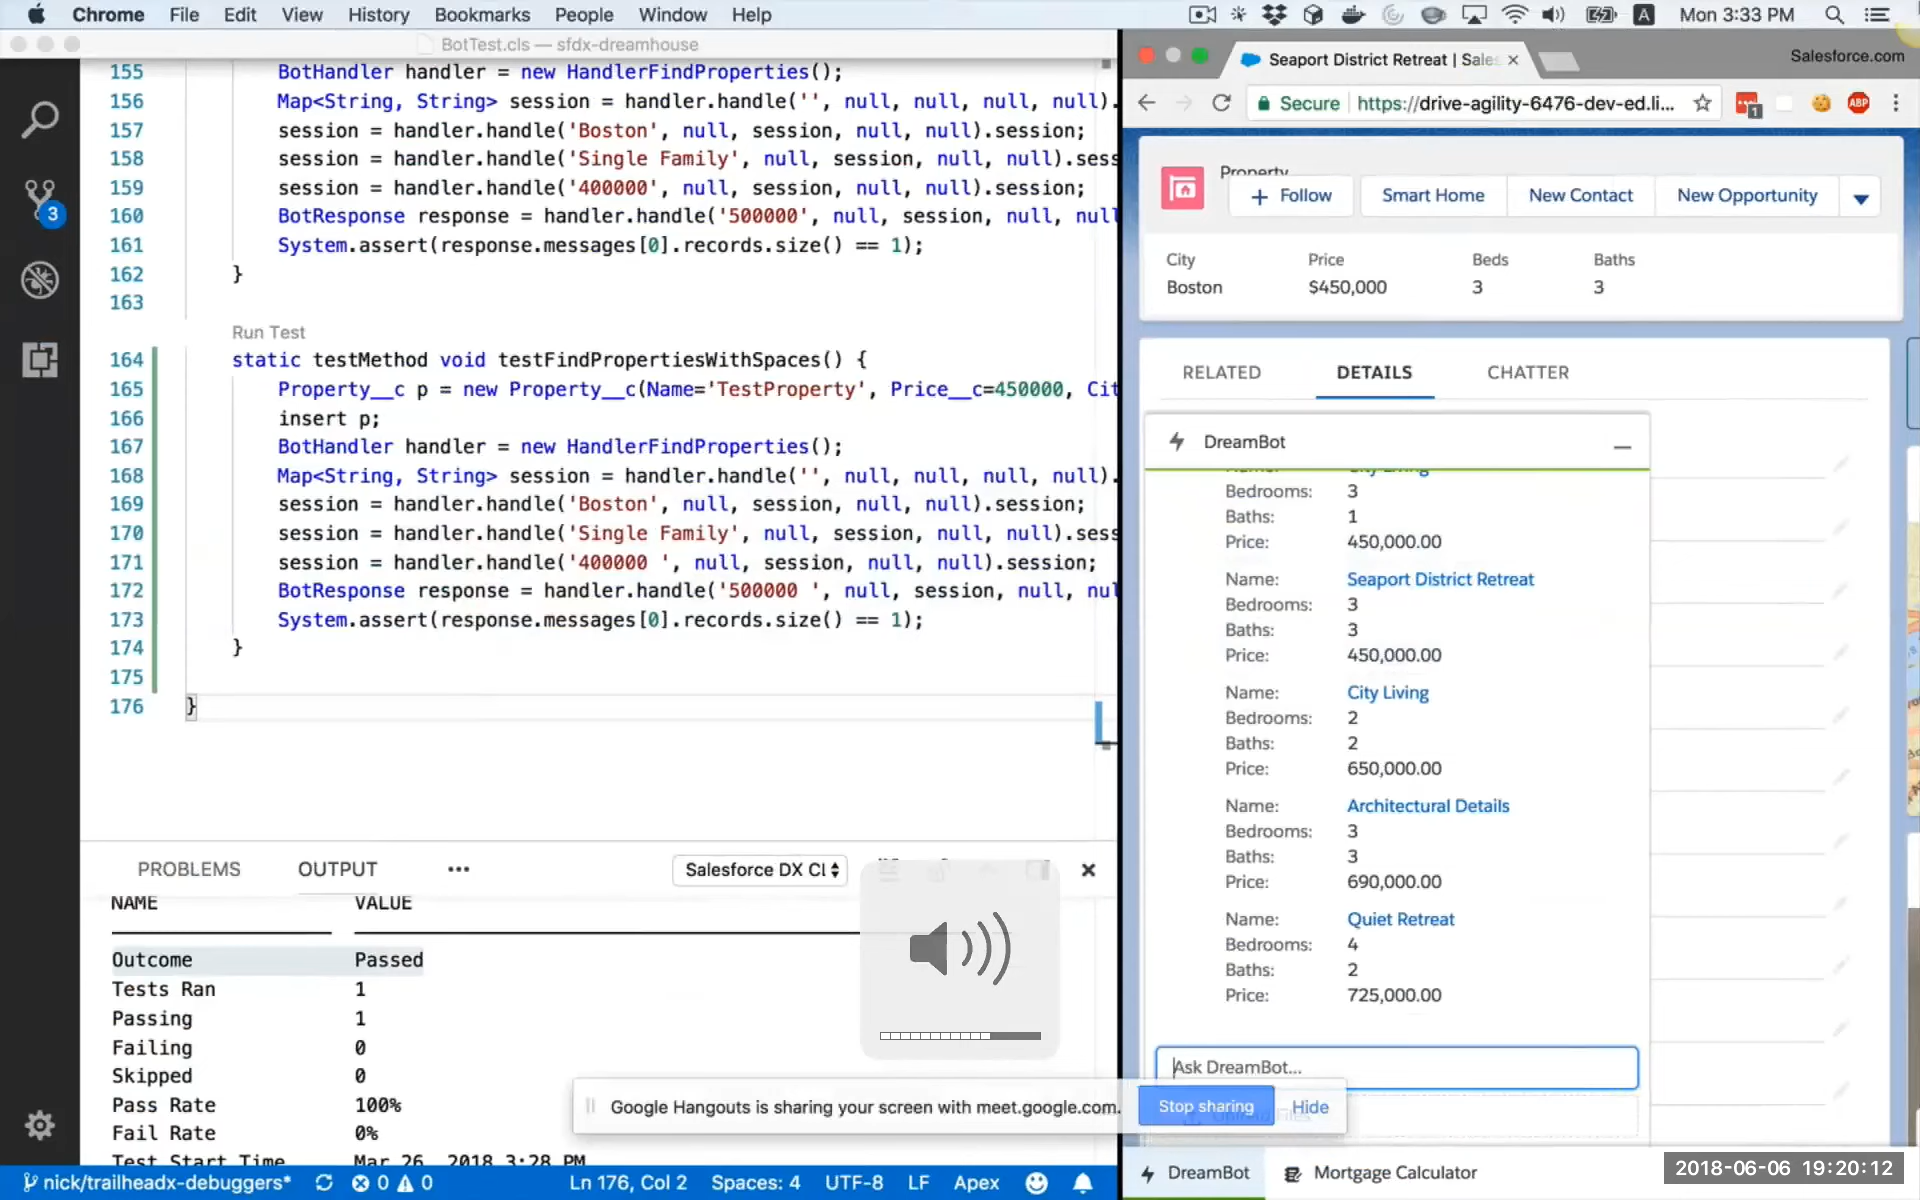 Chrome File Edit View History Bookmarks People Window Help
A Mon 3:33 PM
BotTest.cls — sfdx-dreamhouse
155 BotHandler handler = new HandlerFindProperties();
156 Map<String, String> session = handler.handle('', null, null, null, null).
157 session = handler.handle('Boston', null, session, null, null).session;
158 session = handler.handle('Single Family', null, session, null, null).sess
159 session = handler.handle('400000', null, session, null, null).session;
160 BotResponse response = handler.handle('500000', null, session, null, null
161 System.assert(response.messages[0].records.size() == 1);
162 }
163
Run Test
164 static testMethod void testFindPropertiesWithSpaces() {
165 Property__c p = new Property__c(Name='TestProperty', Price__c=450000, Cit
166 insert p;
167 BotHandler handler = new HandlerFindProperties();
168 Map<String, String> session = handler.handle('', null, null, null, null).
169 session = handler.handle('Boston', null, session, null, null).session;
170 session = handler.handle('Single Family', null, session, null, null).sess
171 session = handler.handle('400000 ', null, session, null, null).session;
172 BotResponse response = handler.handle('500000 ', null, session, null, nul
173 System.assert(response.messages[0].records.size() == 1);
174 }
175
176 }
3
PROBLEMS OUTPUT ••• Salesforce DX Cl
NAME VALUE
Outcome Passed
Tests Ran 1
Passing 1
Failing 0
Skipped 0
Pass Rate 100%
Fail Rate 0%
Test Start Time Mar 26, 2018 3:28 PM
Google Hangouts is sharing your screen with meet.google.com. Stop sharing Hide
nick/trailheadx-debuggers* 0 0 Ln 176, Col 2 Spaces: 4 UTF-8 LF Apex
Seaport District Retreat | Sales
Salesforce.com
Secure https://drive-agility-6476-dev-ed.li...
1 ABP
Property
+ Follow Smart Home New Contact New Opportunity
City Price Beds Baths
Boston $450,000 3 3
RELATED DETAILS CHATTER
DreamBot
Name: City Living
Bedrooms: 3
Baths: 1
Price: 450,000.00
Name: Seaport District Retreat
Bedrooms: 3
Baths: 3
Price: 450,000.00
Name: City Living
Bedrooms: 2
Baths: 2
Price: 650,000.00
Name: Architectural Details
Bedrooms: 3
Baths: 3
Price: 690,000.00
Name: Quiet Retreat
Bedrooms: 4
Baths: 2
Price: 725,000.00
Ask DreamBot...
DreamBot Mortgage Calculator
2018-06-06 19:20:12